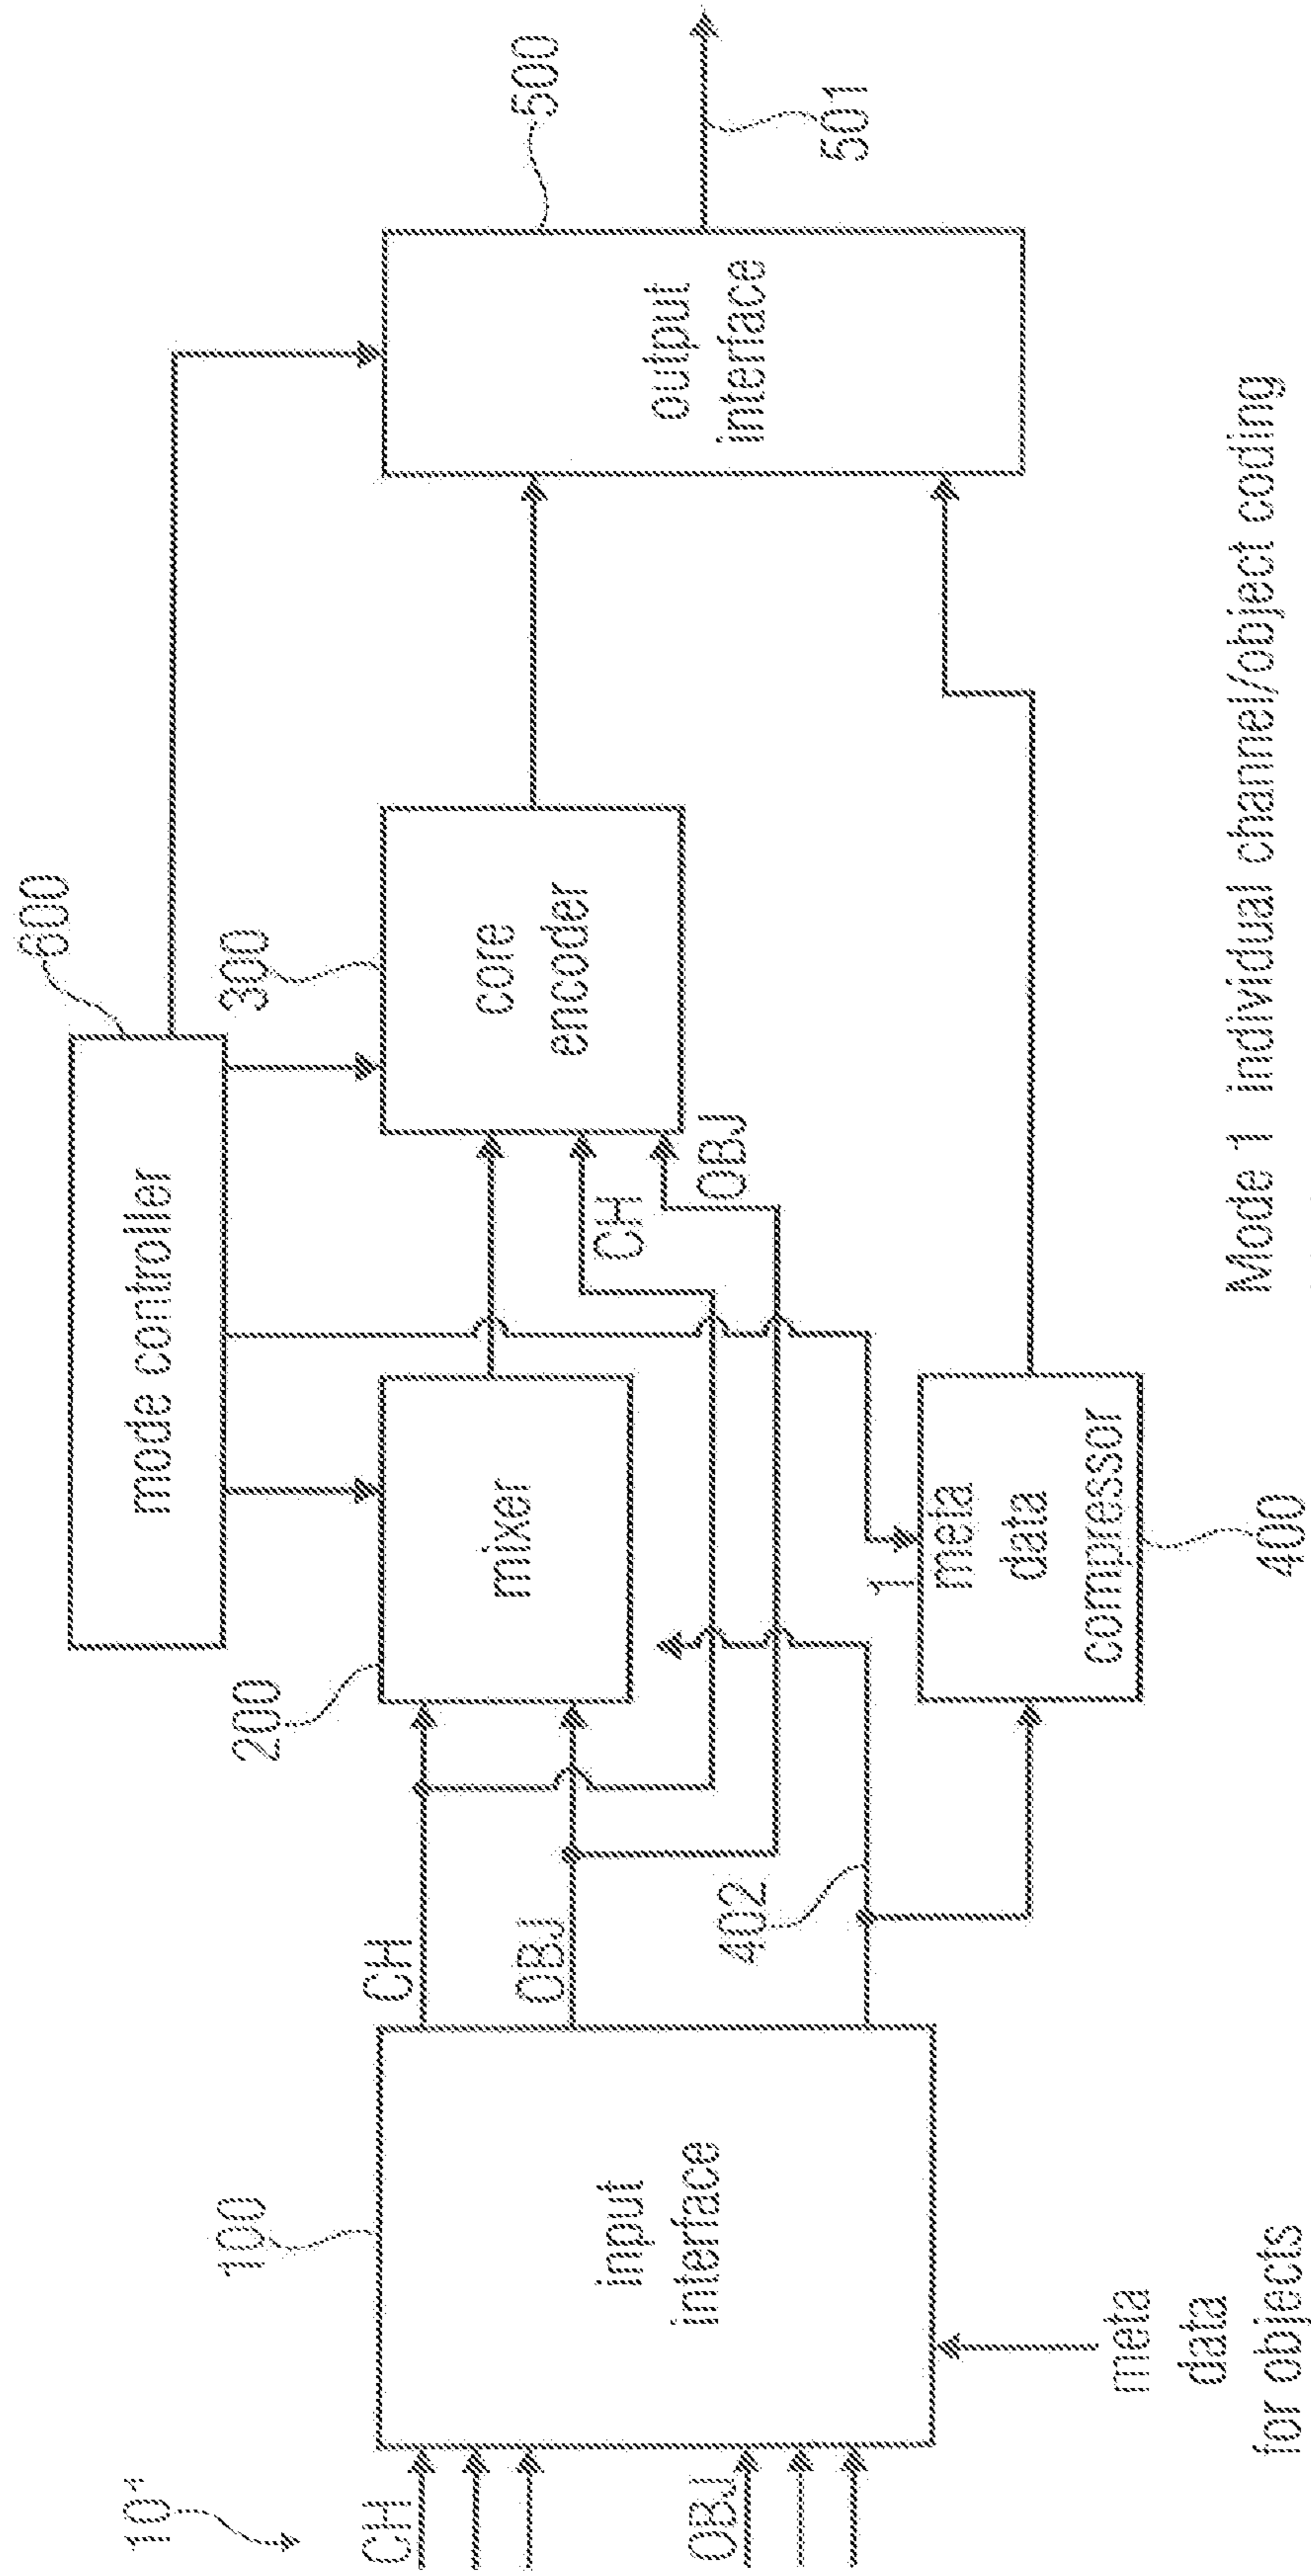 600
mode controller
200
300
500
100
101
CH
OBJ
input
interface
CH
OBJ
402
mixer
CH
OBJ
core
encoder
output
interface
501
1
meta
data
compressor
400
meta
data
for objects
Mode 1 individual channel/object coding